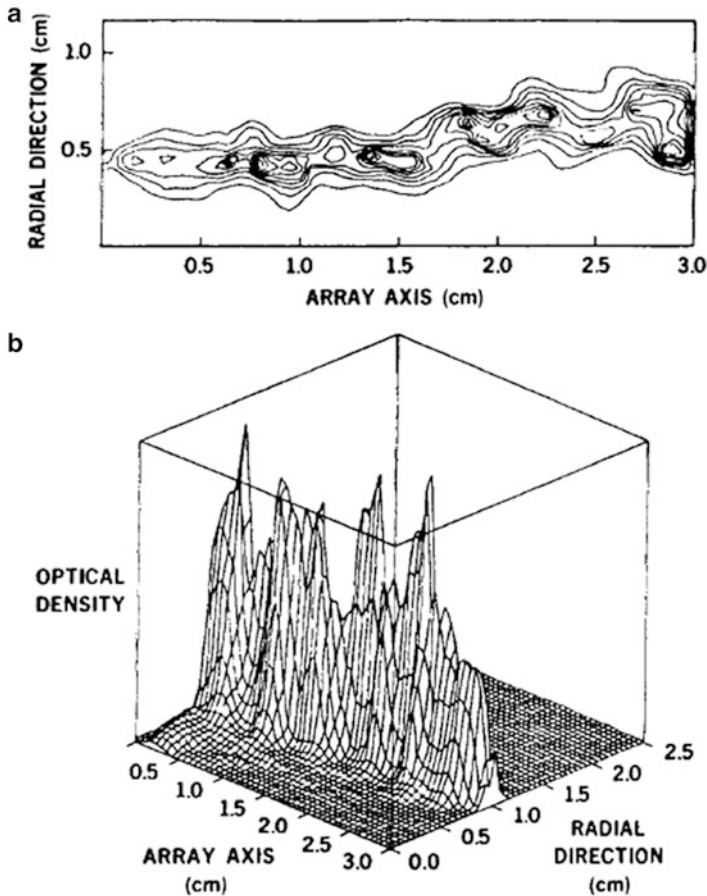 a
1.0
0.5
RADIAL DIRECTION (cm)
0.5 1.0 1.5 2.0 2.5 3.0
ARRAY AXIS (cm)
b
OPTICAL
DENSITY
0.5
1.0
1.5
2.0
2.5
3.0
ARRAY AXIS
(cm)
0.0
0.5
1.0
1.5
2.0
2.5
RADIAL
DIRECTION
(cm)